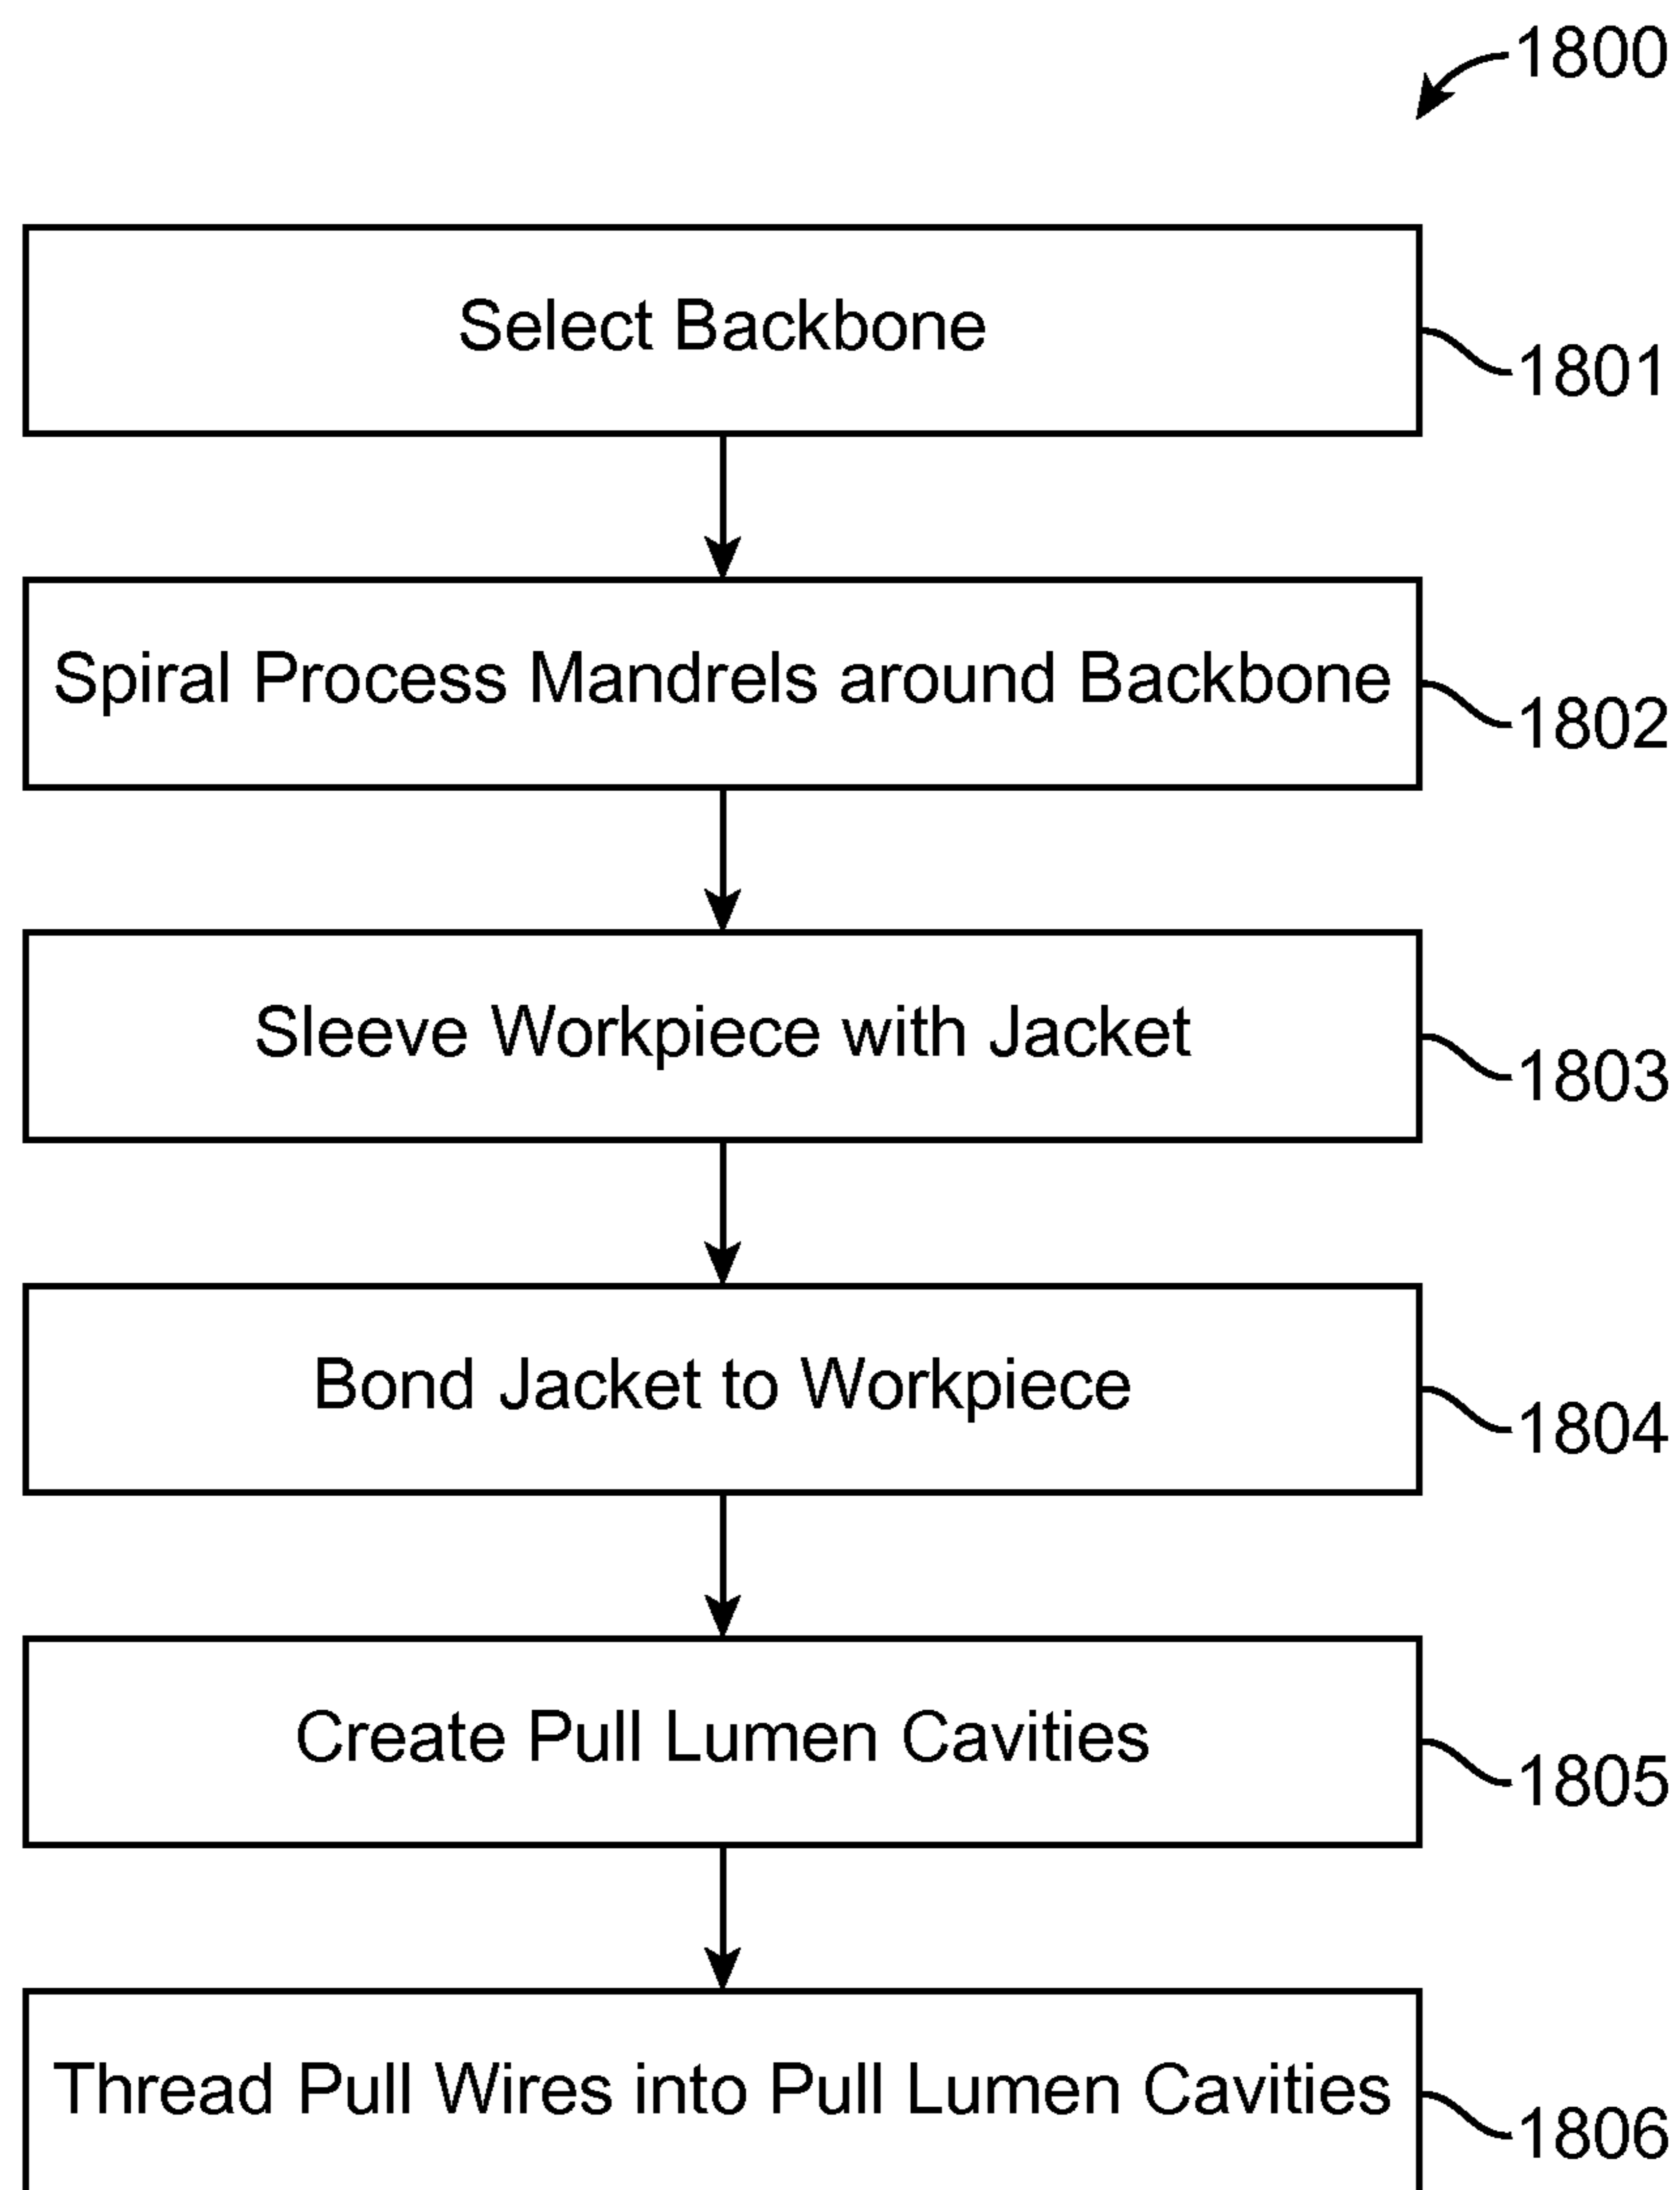 1800
Select Backbone
1801
Spiral Process Mandrels around Backbone
1802
Sleeve Workpiece with Jacket
1803
Bond Jacket to Workpiece
1804
Create Pull Lumen Cavities
1805
Thread Pull Wires into Pull Lumen Cavities
1806